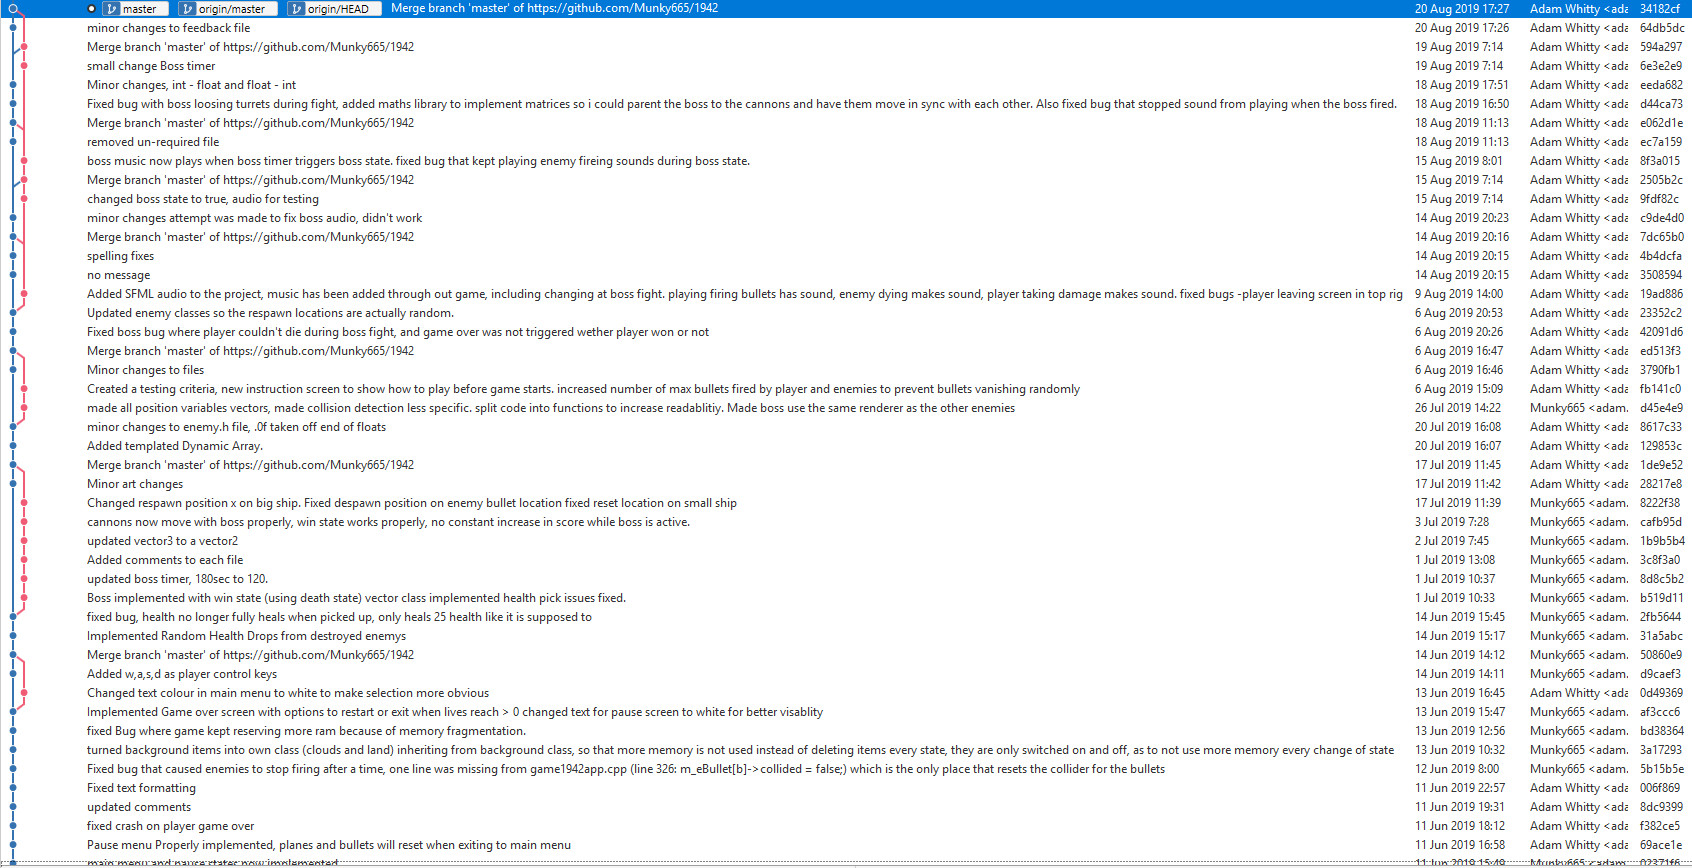 master origin/master origin/HEAD Merge branch 'master' of https://github.com/Munky665/1942 20 Aug 2019 17:27 Adam Whitty <ada 34182cf
minor changes to feedback file 20 Aug 2019 17:26 Adam Whitty <ada 64db5dc
Merge branch 'master' of https://github.com/Munky665/1942 19 Aug 2019 7:14 Adam Whitty <ada 594a297
small change Boss timer 19 Aug 2019 7:14 Adam Whitty <ada 6e3e2e9
Minor changes, int - float and float - int 18 Aug 2019 17:51 Adam Whitty <ada eeda682
Fixed bug with boss loosing turrets during fight, added maths library to implement matrices so i could parent the boss to the cannons and have them move in sync with each other. Also fixed bug that stopped sound from playing when the boss fired. 18 Aug 2019 16:50 Adam Whitty <ada d44ca73
Merge branch 'master' of https://github.com/Munky665/1942 18 Aug 2019 11:13 Adam Whitty <ada e062d1e
removed un-required file 18 Aug 2019 11:13 Adam Whitty <ada ec7a159
boss music now plays when boss timer triggers boss state. fixed bug that kept playing enemy fireing sounds during boss state. 15 Aug 2019 8:01 Adam Whitty <ada 8f3a015
Merge branch 'master' of https://github.com/Munky665/1942 15 Aug 2019 7:14 Adam Whitty <ada 2505b2c
changed boss state to true, audio for testing 15 Aug 2019 7:14 Adam Whitty <ada 9fdf82c
minor changes attempt was made to fix boss audio, didn't work 14 Aug 2019 20:23 Adam Whitty <ada c9de4d0
Merge branch 'master' of https://github.com/Munky665/1942 14 Aug 2019 20:16 Adam Whitty <ada 7dc65b0
spelling fixes 14 Aug 2019 20:15 Adam Whitty <ada 4b4dcfa
no message 14 Aug 2019 20:15 Adam Whitty <ada 3508594
Added SFML audio to the project, music has been added through out game, including changing at boss fight. playing firing bullets has sound, enemy dying makes sound, player taking damage makes sound. fixed bugs -player leaving screen in top rig 9 Aug 2019 14:00 Adam Whitty <ada 19ad886
Updated enemy classes so the respawn locations are actually random. 6 Aug 2019 20:53 Adam Whitty <ada 23352c2
Fixed boss bug where player couldn't die during boss fight, and game over was not triggered wether player won or not 6 Aug 2019 20:26 Adam Whitty <ada 42091d6
Merge branch 'master' of https://github.com/Munky665/1942 6 Aug 2019 16:47 Adam Whitty <ada ed513f3
Minor changes to files 6 Aug 2019 16:46 Adam Whitty <ada 3790fb1
Created a testing criteria, new instruction screen to show how to play before game starts. increased number of max bullets fired by player and enemies to prevent bullets vanishing randomly 6 Aug 2019 15:09 Adam Whitty <ada fb141c0
made all position variables vectors, made collision detection less specific. split code into functions to increase readablitiy. Made boss use the same renderer as the other enemies 26 Jul 2019 14:22 Munky665 <adam. d45e4e9
minor changes to enemy.h file, .0f taken off end of floats 20 Jul 2019 16:08 Adam Whitty <ada 8617c33
Added templated Dynamic Array. 20 Jul 2019 16:07 Adam Whitty <ada 129853c
Merge branch 'master' of https://github.com/Munky665/1942 17 Jul 2019 11:45 Adam Whitty <ada 1de9e52
Minor art changes 17 Jul 2019 11:42 Adam Whitty <ada 28217e8
Changed respawn position x on big ship. Fixed despawn position on enemy bullet location fixed reset location on small ship 17 Jul 2019 11:39 Munky665 <adam. 8222f38
cannons now move with boss properly, win state works properly, no constant increase in score while boss is active. 3 Jul 2019 7:28 Munky665 <adam. cafb95d
updated vector3 to a vector2 2 Jul 2019 7:45 Munky665 <adam. 1b9b5b4
Added comments to each file 1 Jul 2019 13:08 Munky665 <adam. 3c8f3a0
updated boss timer, 180sec to 120. 1 Jul 2019 10:37 Munky665 <adam. 8d8c5b2
Boss implemented with win state (using death state) vector class implemented health pick issues fixed. 1 Jul 2019 10:33 Munky665 <adam. b519d11
fixed bug, health no longer fully heals when picked up, only heals 25 health like it is supposed to 14 Jun 2019 15:45 Munky665 <adam. 2fb5644
Implemented Random Health Drops from destroyed enemys 14 Jun 2019 15:17 Munky665 <adam. 31a5abc
Merge branch 'master' of https://github.com/Munky665/1942 14 Jun 2019 14:12 Munky665 <adam. 50860e9
Added w,a,s,d as player control keys 14 Jun 2019 14:11 Munky665 <adam. d9caef3
Changed text colour in main menu to white to make selection more obvious 13 Jun 2019 16:45 Adam Whitty <ada 0d49369
Implemented Game over screen with options to restart or exit when lives reach > 0 changed text for pause screen to white for better visablity 13 Jun 2019 15:47 Munky665 <adam. af3ccc6
fixed Bug where game kept reserving more ram because of memory fragmentation. 13 Jun 2019 12:56 Munky665 <adam. bd38364
turned background items into own class (clouds and land) inheriting from background class, so that more memory is not used instead of deleting items every state, they are only switched on and off, as to not use more memory every change of state 13 Jun 2019 10:32 Munky665 <adam. 3a17293
Fixed bug that caused enemies to stop firing after a time, one line was missing from game1942app.cpp (line 326: m_eBullet[b]->collided = false;) which is the only place that resets the collider for the bullets 12 Jun 2019 8:00 Munky665 <adam. 5b15b5e
Fixed text formatting 11 Jun 2019 22:57 Adam Whitty <ada 006f869
updated comments 11 Jun 2019 19:31 Adam Whitty <ada 8dc9399
fixed crash on player game over 11 Jun 2019 18:12 Adam Whitty <ada f382ce5
Pause menu Properly implemented, planes and bullets will reset when exiting to main menu 11 Jun 2019 16:58 Adam Whitty <ada 69ace1e
main menu and pause states now implemented 11 Jun 2019 15:49 Adam Whitty <ada 02371f6